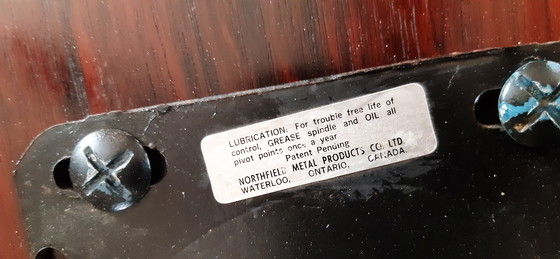 LUBRICATION: For trouble free life of
control, GREASE spindle and OIL all
pivot points once a year
Patent Pending
NORTHFIELD METAL PRODUCTS CO. LTD.
WATERLOO, ONTARIO, CANADA